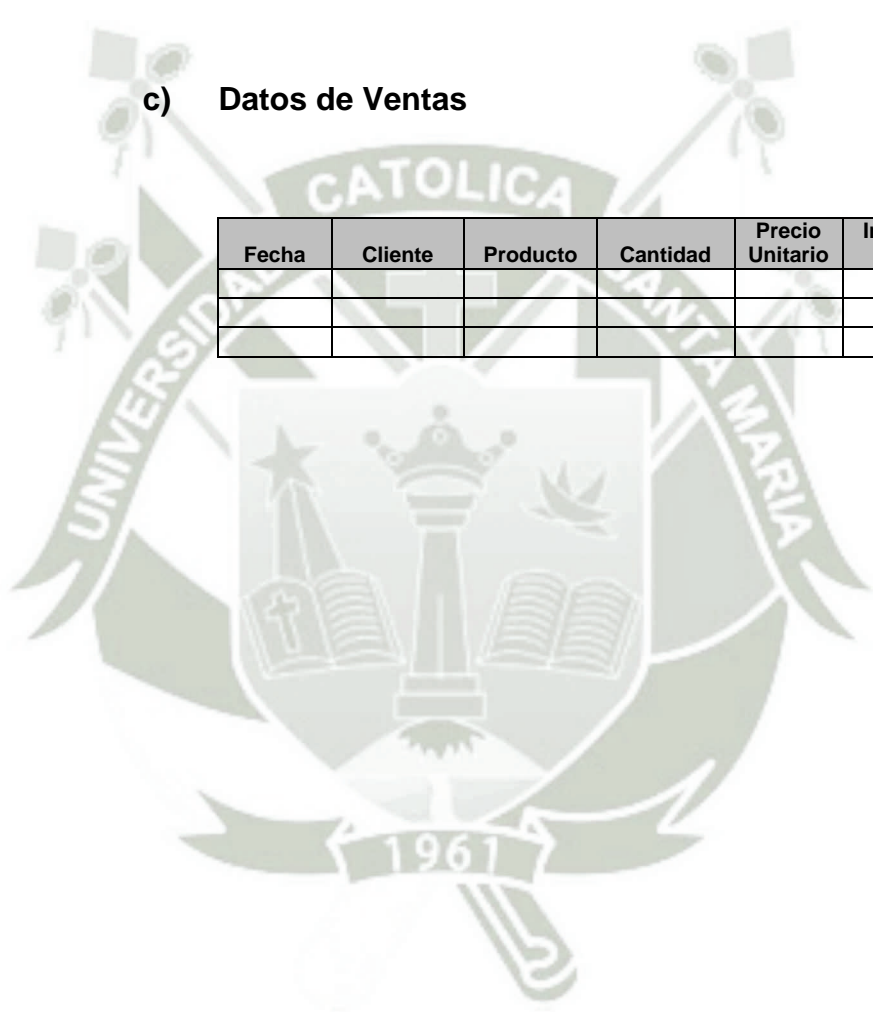 c) Datos de Ventas
CATOLICA
UNIVERSIDAD
SANTA MARIA
Fecha Cliente Producto Cantidad Precio Unitario
1961